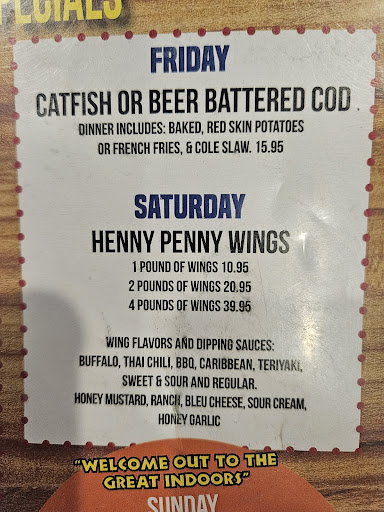 SPECIALS
FRIDAY
CATFISH OR BEER BATTERED COD
DINNER INCLUDES: BAKED, RED SKIN POTATOES
OR FRENCH FRIES, & COLE SLAW. 15.95
SATURDAY
HENNY PENNY WINGS
1 POUND OF WINGS 10.95
2 POUNDS OF WINGS 20.95
4 POUNDS OF WINGS 39.95
WING FLAVORS AND DIPPING SAUCES:
BUFFALO, THAI CHILI, BBQ, CARIBBEAN, TERIYAKI,
SWEET & SOUR AND REGULAR.
HONEY MUSTARD, RANCH, BLEU CHEESE, SOUR CREAM,
HONEY GARLIC
"WELCOME OUT TO THE
GREAT INDOORS"
SUNDAY